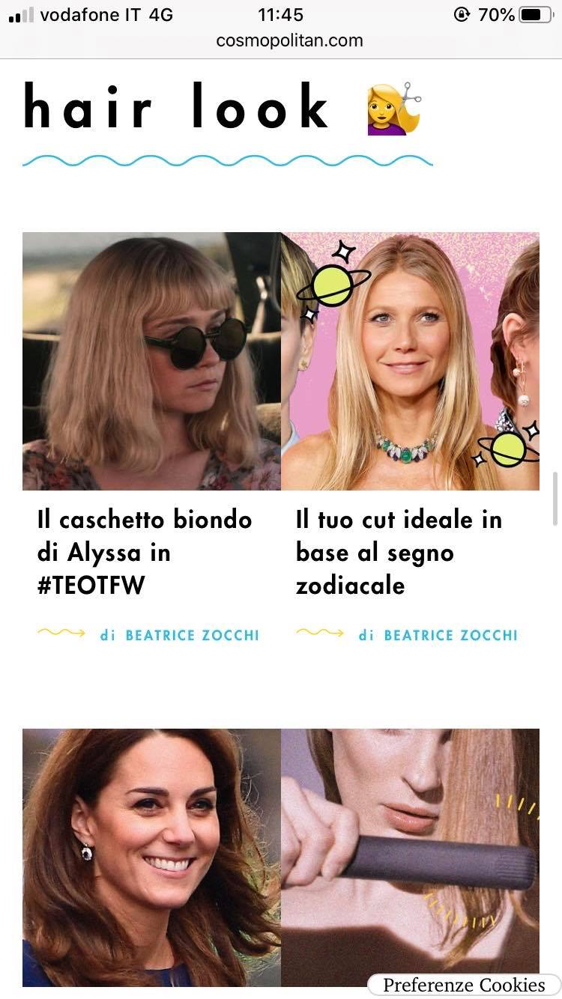 vodafone IT 4G 11:45 70%
cosmopolitan.com
hair look
Il caschetto biondo
di Alyssa in
#TEOTFW
di BEATRICE ZOCCHI
Il tuo cut ideale in
base al segno
zodiacale
di BEATRICE ZOCCHI
Preferenze Cookies